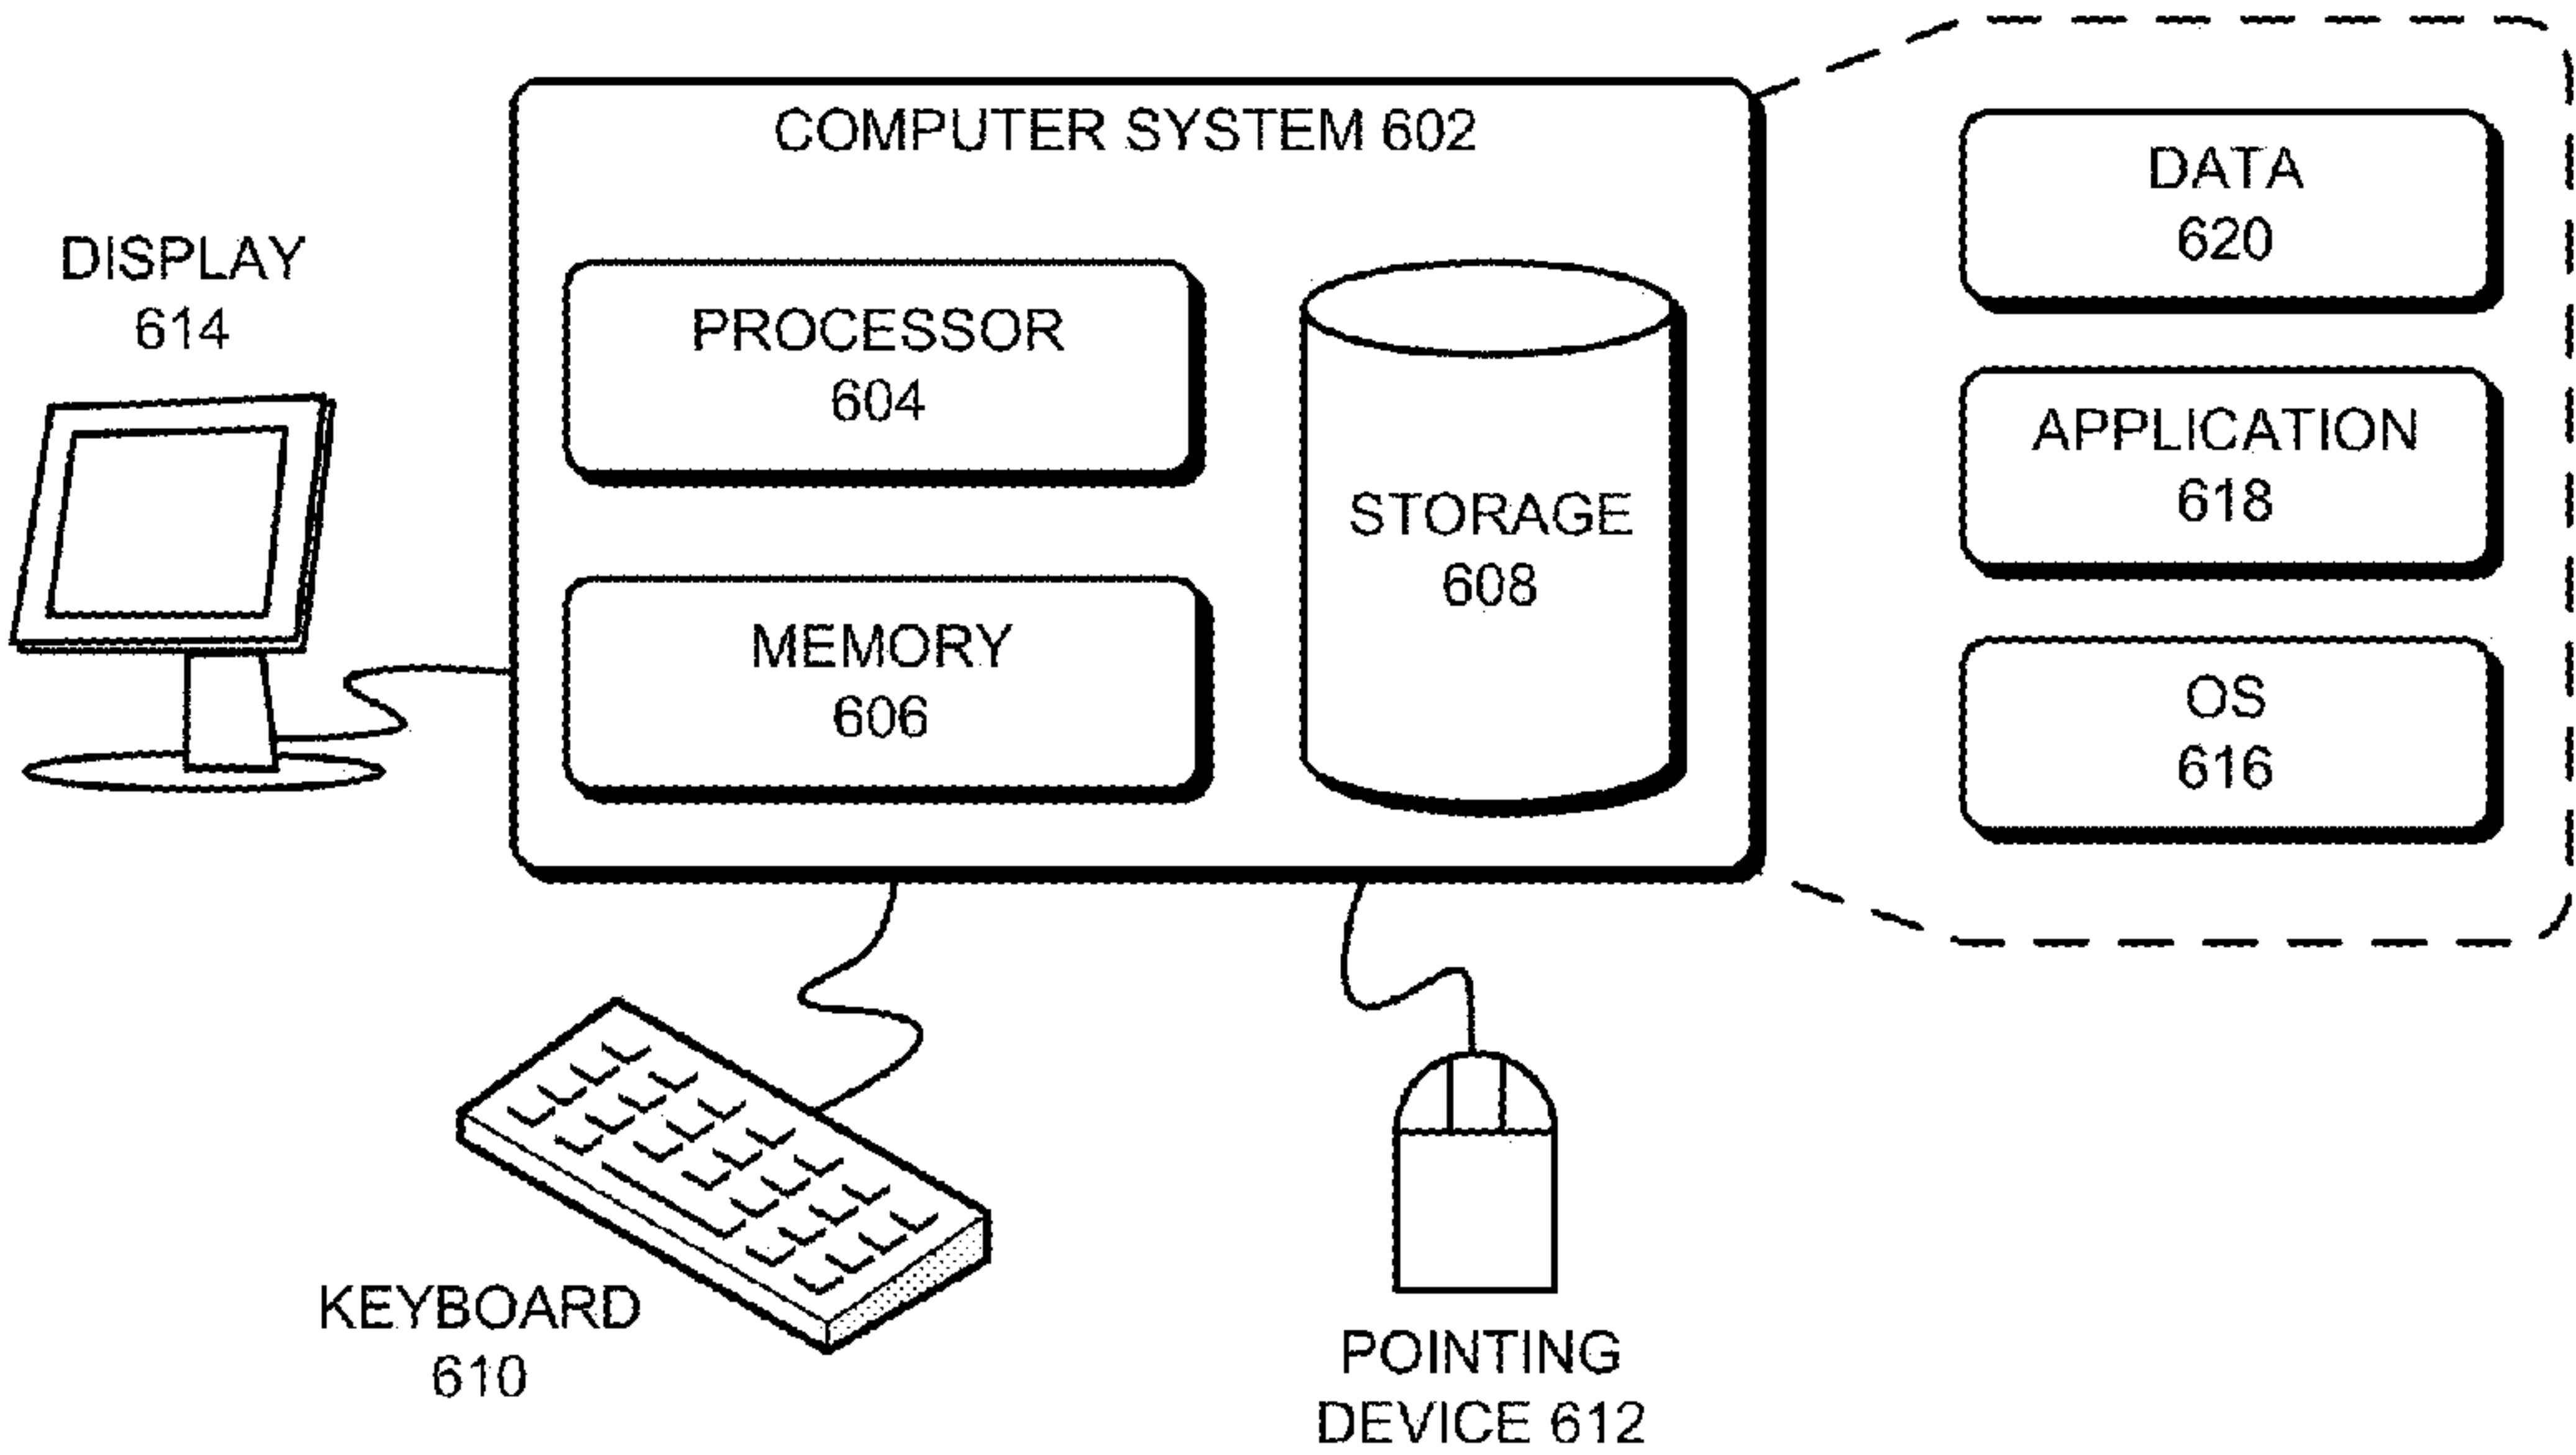 COMPUTER SYSTEM 602
DISPLAY
614
PROCESSOR
604
MEMORY
606
STORAGE
608
DATA
620
APPLICATION
618
OS
616
KEYBOARD
610
POINTING
DEVICE 612